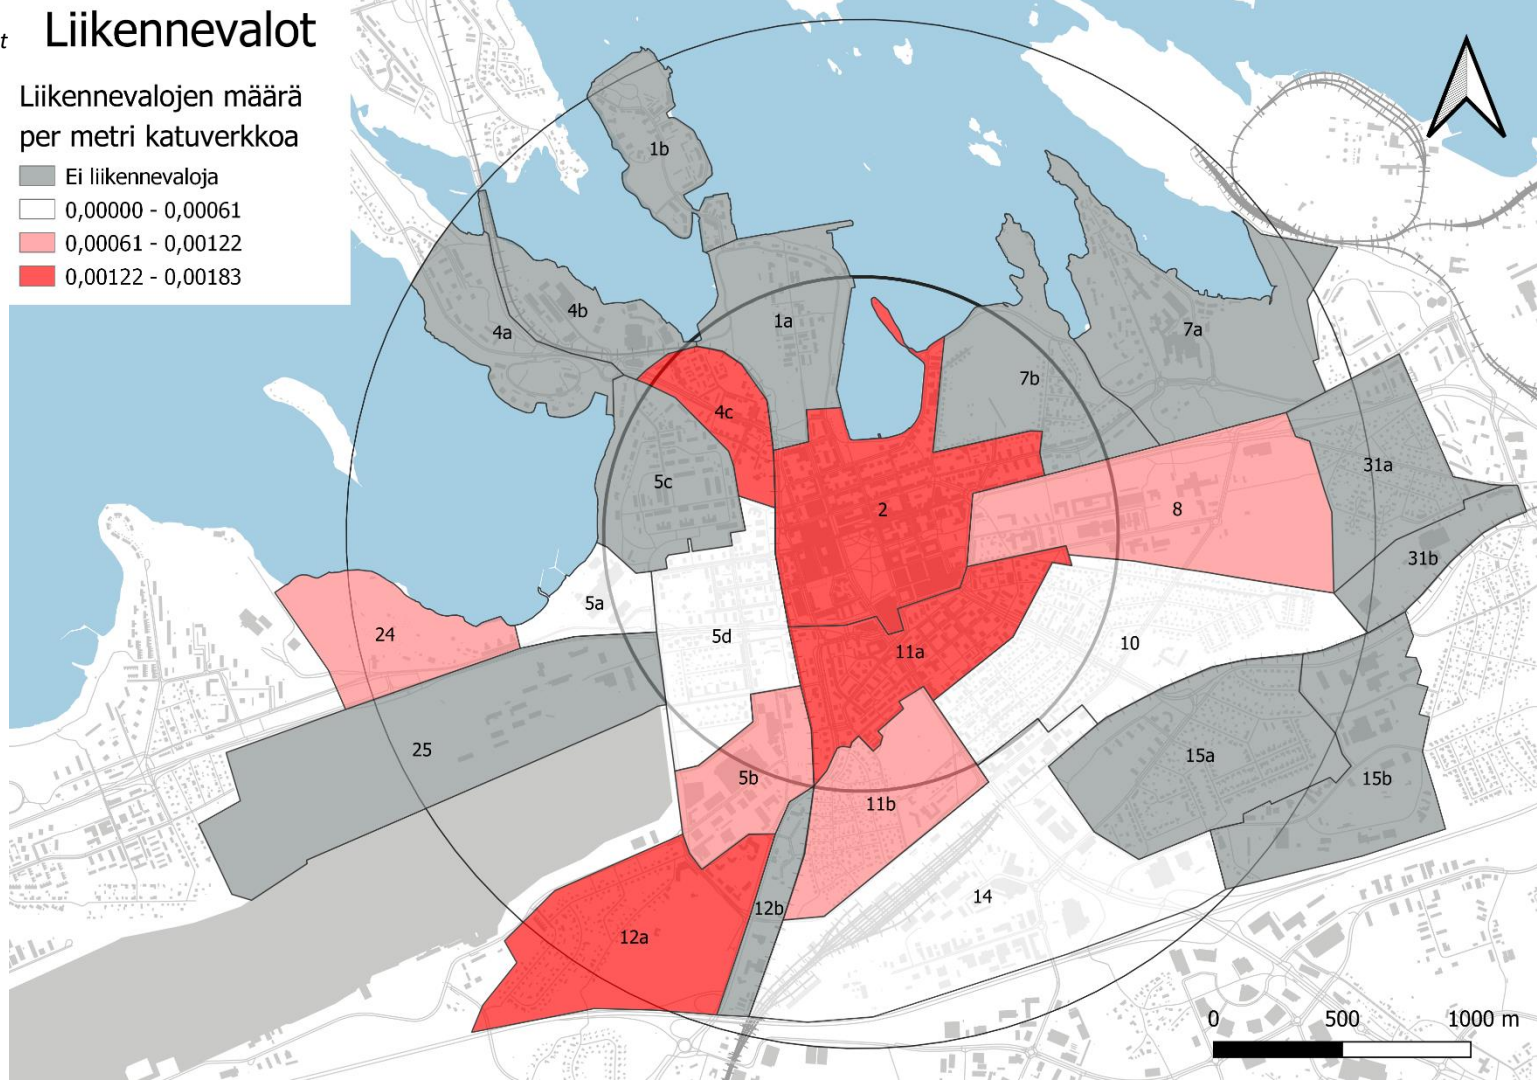 t
Liikennevalot
Liikennevalojen määrä
per metri katuverkkoa
Ei liikennevaloja
0,00000 - 0,00061
0,00061 - 0,00122
0,00122 - 0,00183
1b
4b
4a
1a
7a
7b
4c
31a
5c
2
8
31b
5a
24
5d
10
11a
25
15a
5b
15b
11b
14
12b
12a
0 500 1000 m